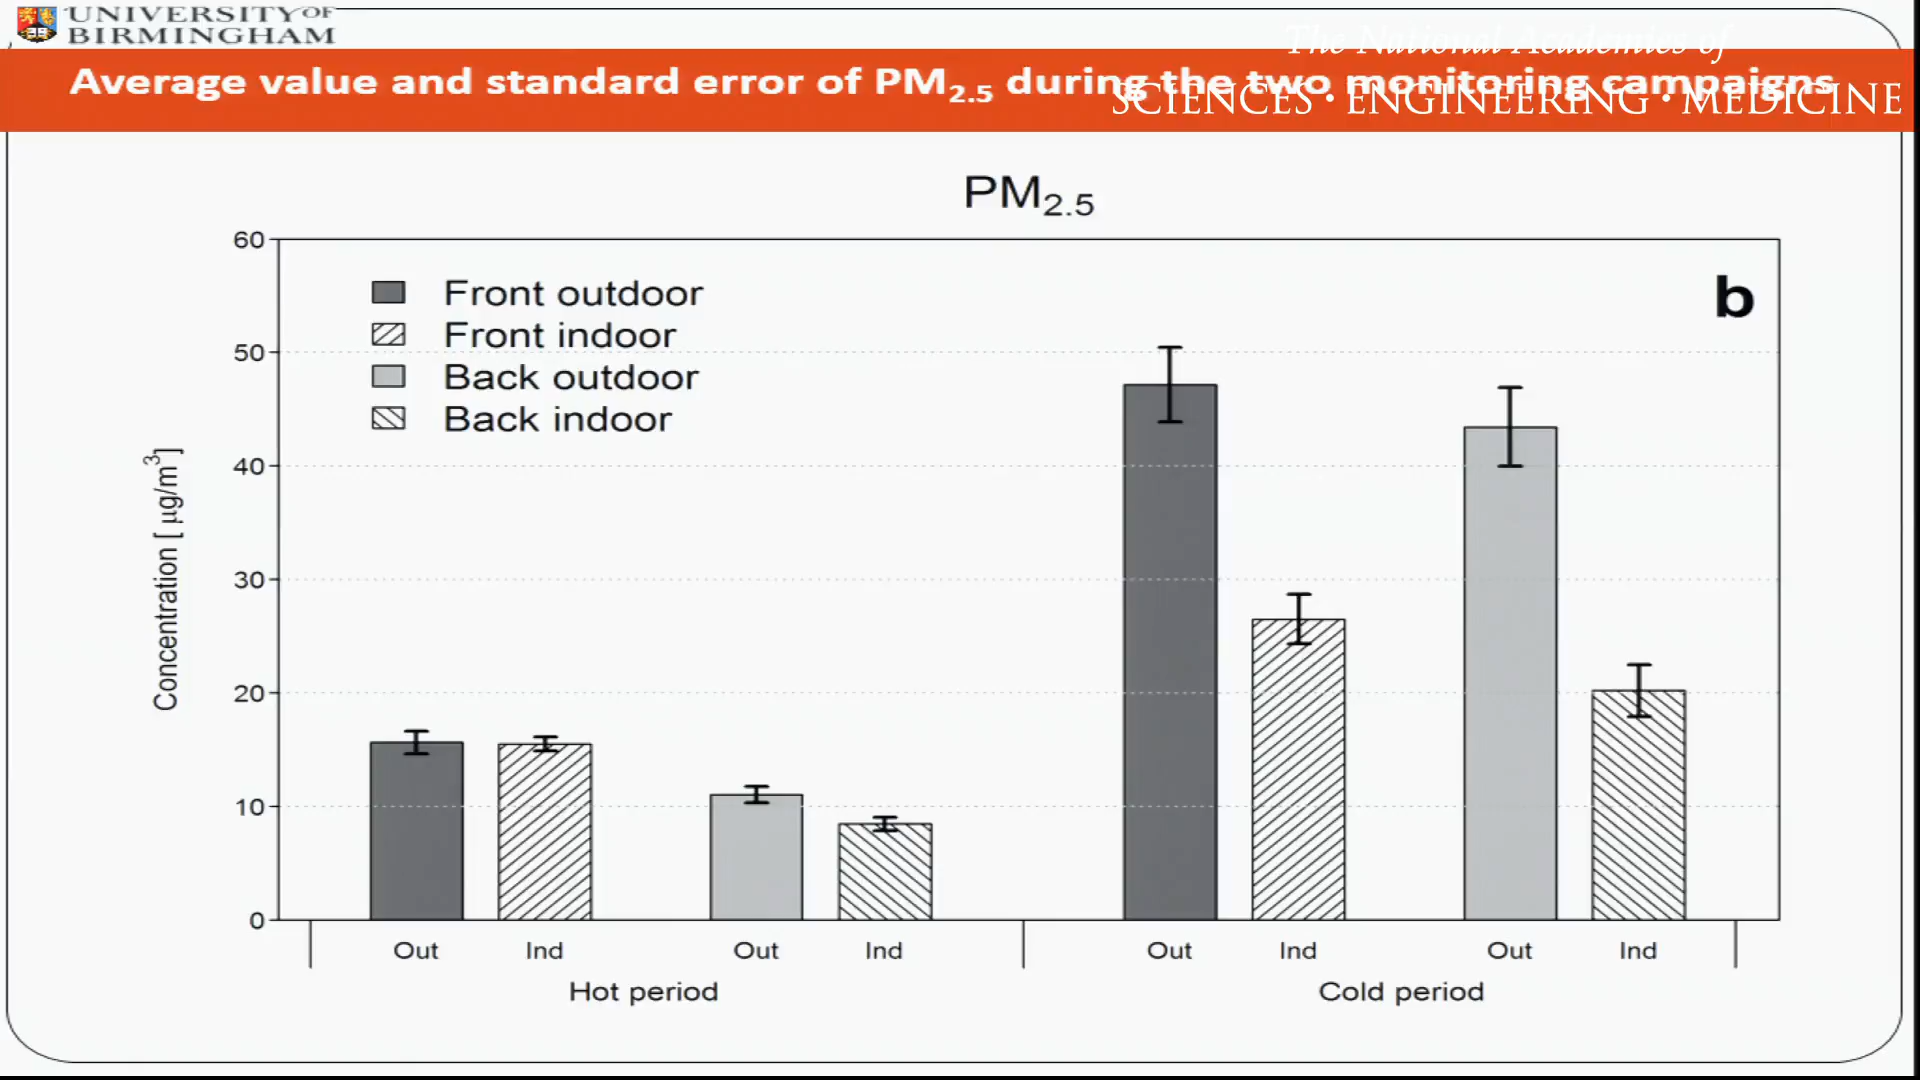 UNIVERSITY OF
BIRMINGHAM
The National Academies of
SCIENCES • ENGINEERING • MEDICINE
Average value and standard error of PM2.5 during the two monitoring campaigns
PM2.5
b
Front outdoor
Front indoor
Back outdoor
Back indoor
Concentration [ µg/m3]
60
50
40
30
20
10
0
Out Ind Out Ind Out Ind Out Ind
Hot period Cold period